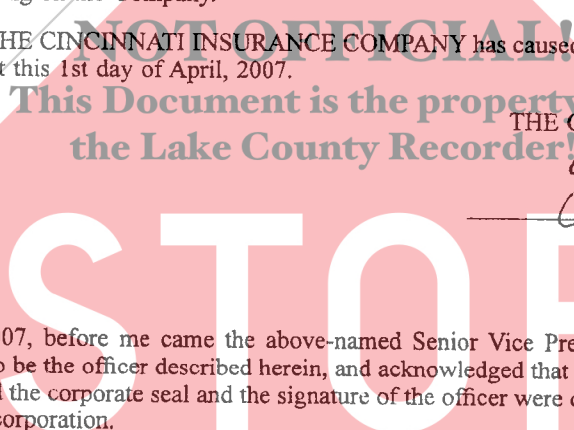 NOT OFFICIAL!
HE CINCINNATI INSURANCE COMPANY has caused
t this 1st day of April, 2007.
This Document is the property
THE C
the Lake County Recorder!
STOP
07, before me came the above-named Senior Vice Pre
o be the officer described herein, and acknowledged that
the corporate seal and the signature of the officer were
corporation.